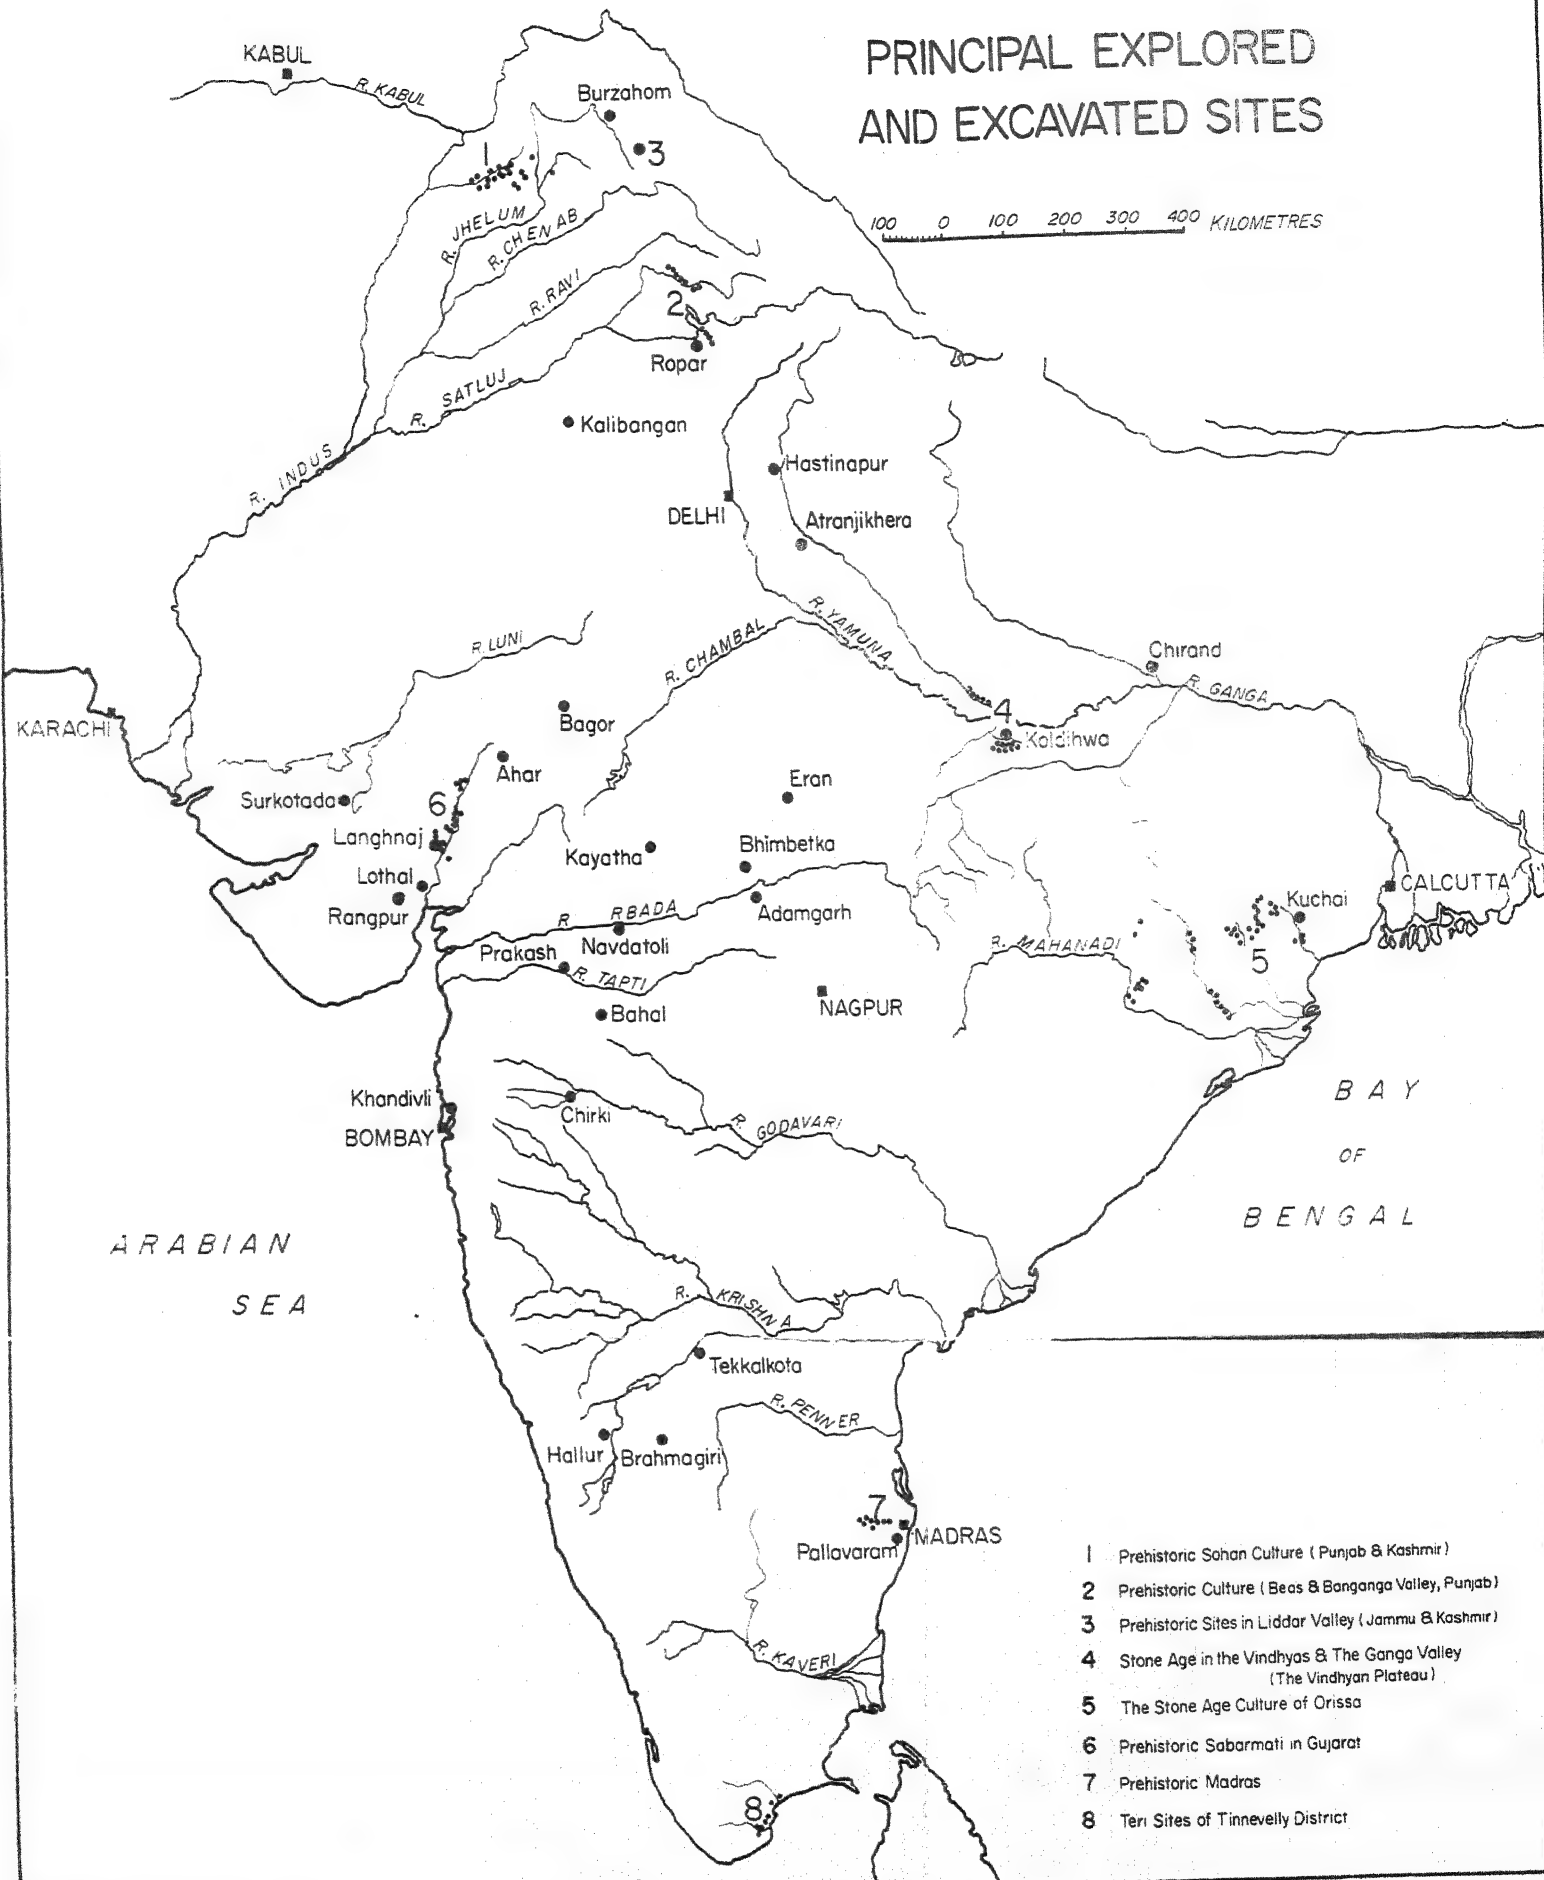 PRINCIPAL EXPLORED
AND EXCAVATED SITES
KABUL
R. KABUL
Burzahom
1
3
100 0 100 200 300 400 KILOMETRES
R. JHELUM
R. CHENAB
R. RAVI
2
Ropar
R. SATLUJ
Kalibangan
R. INDUS
Hastinapur
DELHI
Atranjikhera
R. YAMUNA
R. LUNI
R. CHAMBAL
Chirand
R. GANGA
KARACHI
Bagor
4
Koldihwa
Ahar
Eran
Surkotada
6
Langhnaj
Kayatha
Bhimbetka
Lothal
CALCUTTA
Kuchai
Rangpur
R. RBADA
Adamgarh
Navdatoli
Prakash
R. MAHANADI
5
R. TAPTI
NAGPUR
Bahal
Khandivli
BOMBAY
Chirki
R. GODAVARI
BAY
OF
BENGAL
ARABIAN
SEA
R. KRISHNA
Tekkalkota
R. PENNER
Hallur
Brahmagiri
7
MADRAS
Pallavaram
R. KAVERI
8
1 Prehistoric Sohan Culture (Punjab & Kashmir)
2 Prehistoric Culture (Beas & Banganga Valley, Punjab)
3 Prehistoric Sites in Liddar Valley (Jammu & Kashmir)
4 Stone Age in the Vindhyas & The Ganga Valley
(The Vindhyan Plateau)
5 The Stone Age Culture of Orissa
6 Prehistoric Sabarmati in Gujarat
7 Prehistoric Madras
8 Teri Sites of Tinnevelly District